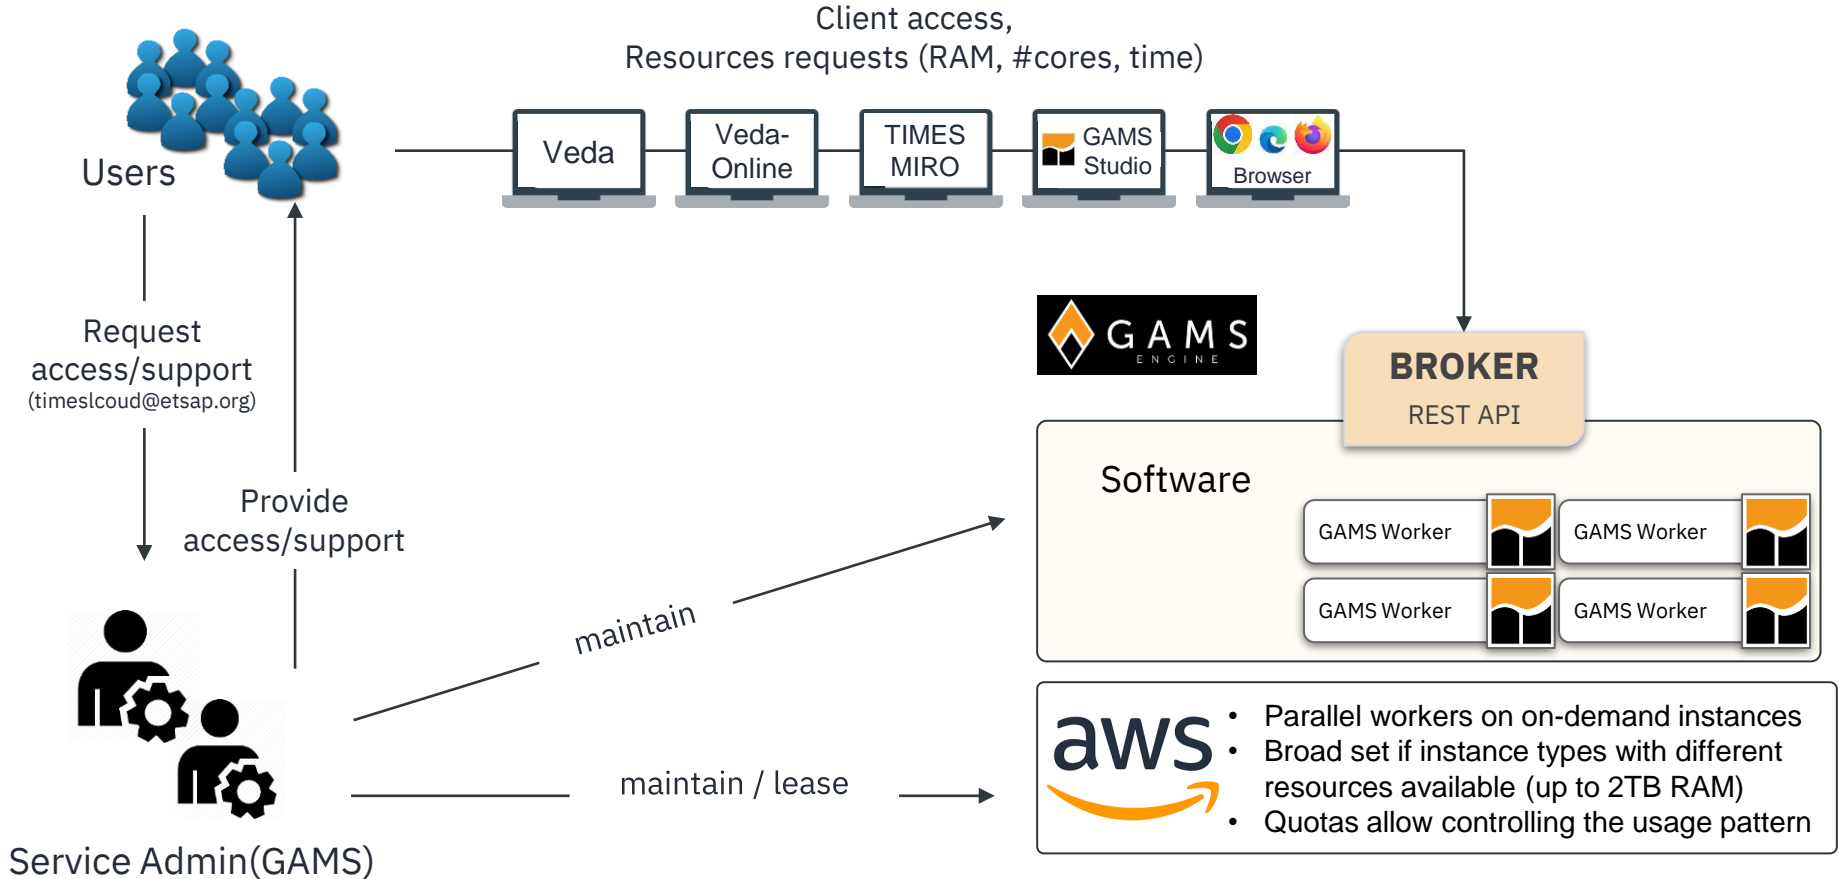 Client access,
Resources requests (RAM, #cores, time)
Users
Veda
Veda-
Online
TIMES
MIRO
GAMS
Studio
Browser
Request
access/support
(timeslcoud@etsap.org)
Provide
access/support
GAMS
ENGINE
BROKER
REST API
Software
GAMS Worker
GAMS Worker
GAMS Worker
GAMS Worker
maintain
maintain / lease
aws
• Parallel workers on on-demand instances
• Broad set if instance types with different
resources available (up to 2TB RAM)
• Quotas allow controlling the usage pattern
Service Admin(GAMS)